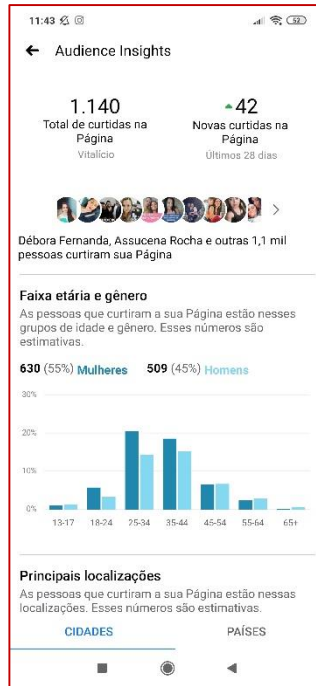 11:43
52
Audience Insights
1.140
Total de curtidas na
Página
Vitalício
42
Novas curtidas na
Página
Últimos 28 dias
Débora Fernanda, Assucena Rocha e outras 1,1 mil
pessoas curtiram sua Página
Faixa etária e gênero
As pessoas que curtiram a sua Página estão nesses
grupos de idade e gênero. Esses números são
estimativas.
630 (55%) Mulheres 509 (45%) Homens
30%
20%
10%
0%
13-17 18-24 25-34 35-44 45-54 55-64 65+
Principais localizações
As pessoas que curtiram a sua Página estão nessas
localizações. Esses números são estimativas.
CIDADES PAÍSES